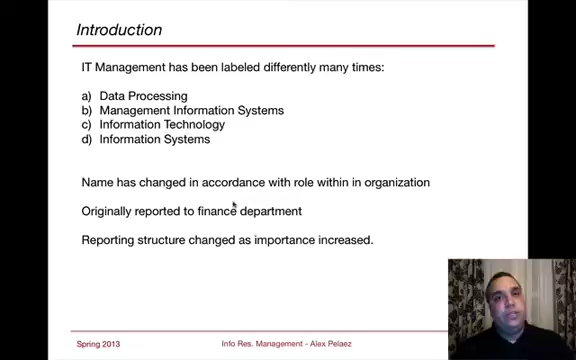 Introduction
IT Management has been labeled differently many times:
a) Data Processing
b) Management Information Systems
c) Information Technology
d) Information Systems
Name has changed in accordance with role within in organization
Originally reported to finance department
Reporting structure changed as importance increased.
Spring 2013
Info Res. Management - Alex Pelaez